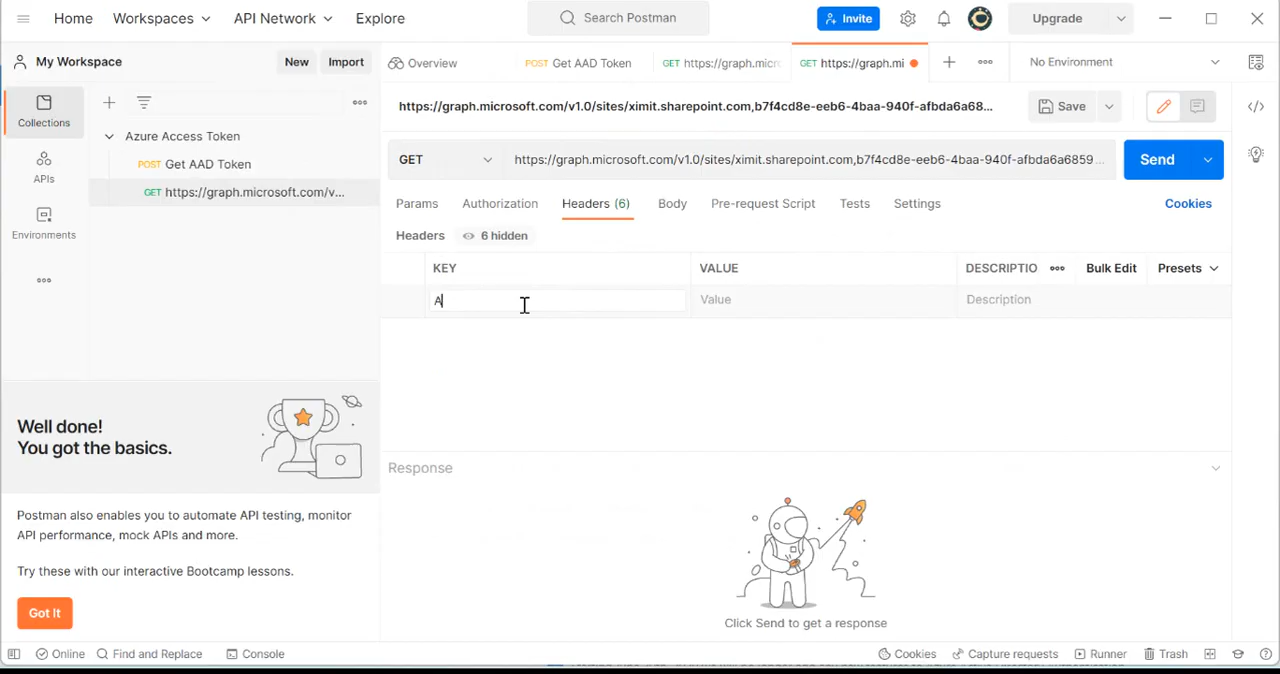 Home Workspaces API Network Explore Search Postman Invite Upgrade
My Workspace New Import
Overview POST Get AAD Token GET https://graph.micro GET https://graph.mi No Environment
Collections
APIs
Environments
Azure Access Token
POST Get AAD Token
GET https://graph.microsoft.com/v...
https://graph.microsoft.com/v1.0/sites/ximit.sharepoint.com,b7f4cd8e-eeb6-4baa-940f-afbda6a68... Save
GET https://graph.microsoft.com/v1.0/sites/ximit.sharepoint.com,b7f4cd8e-eeb6-4baa-940f-afbda6a6859... Send
Params Authorization Headers (6) Body Pre-request Script Tests Settings Cookies
Headers 6 hidden
KEY VALUE DESCRIPTIO Bulk Edit Presets
A Value Description
Response
Click Send to get a response
Well done!
You got the basics.
Postman also enables you to automate API testing, monitor
API performance, mock APIs and more.
Try these with our interactive Bootcamp lessons.
Got It
Online Find and Replace Console Cookies Capture requests Runner Trash